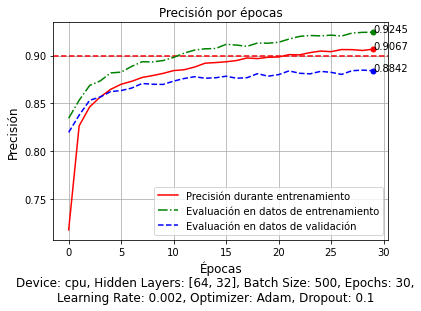 Precisión por épocas
Precisión
0.90
0.85
0.80
0.75
0.9245
0.9067
0.8842
Precisión durante entrenamiento
Evaluación en datos de entrenamiento
Evaluación en datos de validación
0 5 10 15 20 25 30
Épocas
Device: cpu, Hidden Layers: [64, 32], Batch Size: 500, Epochs: 30,
Learning Rate: 0.002, Optimizer: Adam, Dropout: 0.1